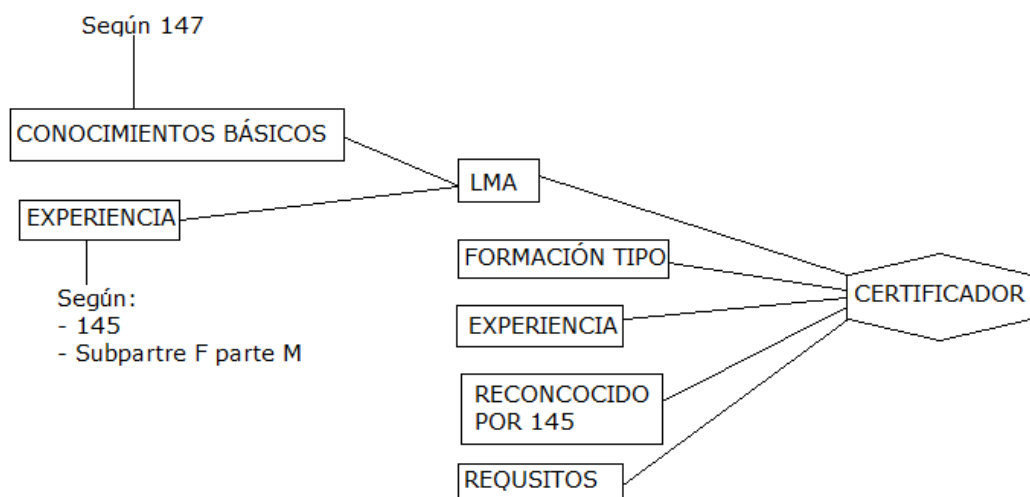 Según 147
CONOCIMIENTOS BÁSICOS
LMA
EXPERIENCIA
FORMACIÓN TIPO
Según:
- 145
- Subpartre F parte M
EXPERIENCIA
CERTIFICADOR
RECONCOCIDO
POR 145
REQUSITOS